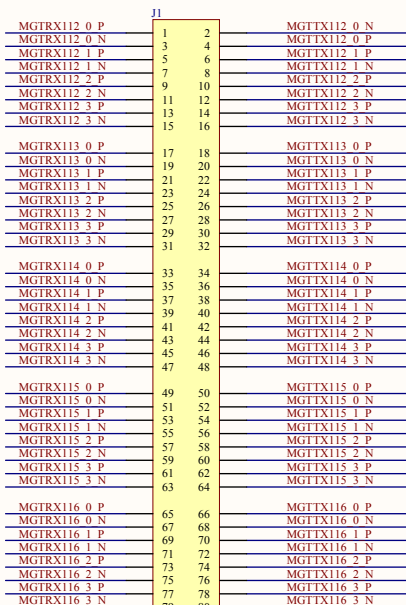 J1
MGTRX112_0_P 1 2 MGTTX112_0_N
MGTRX112_0_N 3 4 MGTTX112_0_P
MGTRX112_1_P 5 6 MGTTX112_1_P
MGTRX112_1_N 7 8 MGTTX112_1_N
MGTRX112_2_P 9 10 MGTTX112_2_P
MGTRX112_2_N 11 12 MGTTX112_2_N
MGTRX112_3_P 13 14 MGTTX112_3_P
MGTRX112_3_N 15 16 MGTTX112_3_N
MGTRX113_0_P 17 18 MGTTX113_0_P
MGTRX113_0_N 19 20 MGTTX113_0_N
MGTRX113_1_P 21 22 MGTTX113_1_P
MGTRX113_1_N 23 24 MGTTX113_1_N
MGTRX113_2_P 25 26 MGTTX113_2_P
MGTRX113_2_N 27 28 MGTTX113_2_N
MGTRX113_3_P 29 30 MGTTX113_3_P
MGTRX113_3_N 31 32 MGTTX113_3_N
MGTRX114_0_P 33 34 MGTTX114_0_P
MGTRX114_0_N 35 36 MGTTX114_0_N
MGTRX114_1_P 37 38 MGTTX114_1_P
MGTRX114_1_N 39 40 MGTTX114_1_N
MGTRX114_2_P 41 42 MGTTX114_2_P
MGTRX114_2_N 43 44 MGTTX114_2_N
MGTRX114_3_P 45 46 MGTTX114_3_P
MGTRX114_3_N 47 48 MGTTX114_3_N
MGTRX115_0_P 49 50 MGTTX115_0_P
MGTRX115_0_N 51 52 MGTTX115_0_N
MGTRX115_1_P 53 54 MGTTX115_1_P
MGTRX115_1_N 55 56 MGTTX115_1_N
MGTRX115_2_P 57 58 MGTTX115_2_P
MGTRX115_2_N 59 60 MGTTX115_2_N
MGTRX115_3_P 61 62 MGTTX115_3_P
MGTRX115_3_N 63 64 MGTTX115_3_N
MGTRX116_0_P 65 66 MGTTX116_0_P
MGTRX116_0_N 67 68 MGTTX116_0_N
MGTRX116_1_P 69 70 MGTTX116_1_P
MGTRX116_1_N 71 72 MGTTX116_1_N
MGTRX116_2_P 73 74 MGTTX116_2_P
MGTRX116_2_N 75 76 MGTTX116_2_N
MGTRX116_3_P 77 78 MGTTX116_3_P
MGTRX116_3_N MGTTX116_3_N